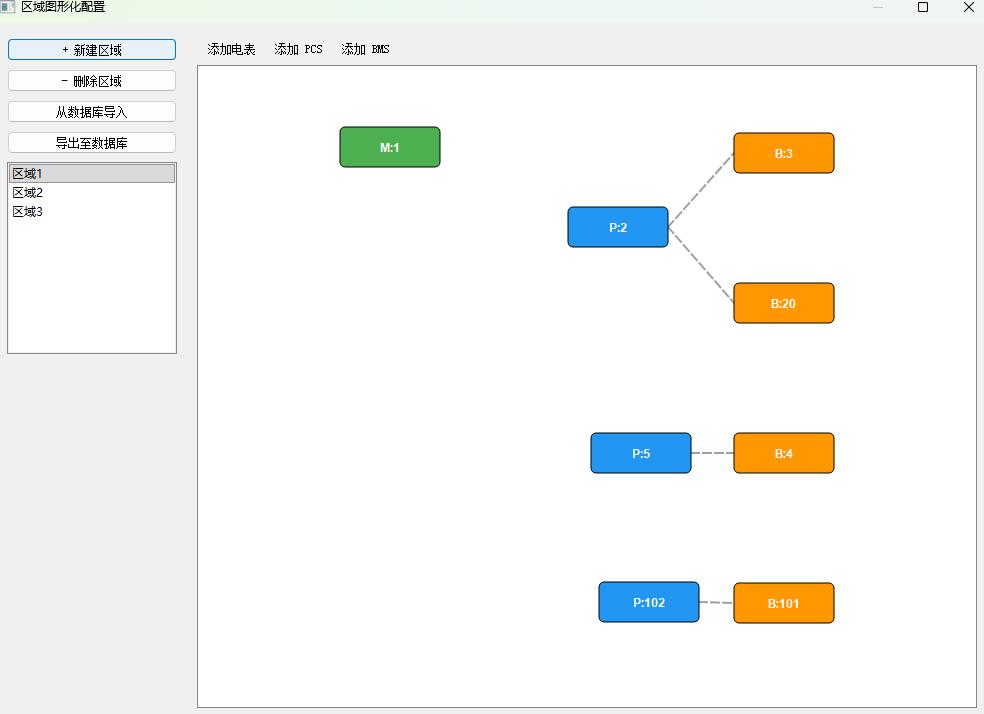 区域图形化配置
+ 新建区域
- 删除区域
从数据库导入
导出至数据库
区域1
区域2
区域3
添加电表 添加 PCS 添加 BMS
M:1
B:3
P:2
B:20
P:5
B:4
P:102
B:101